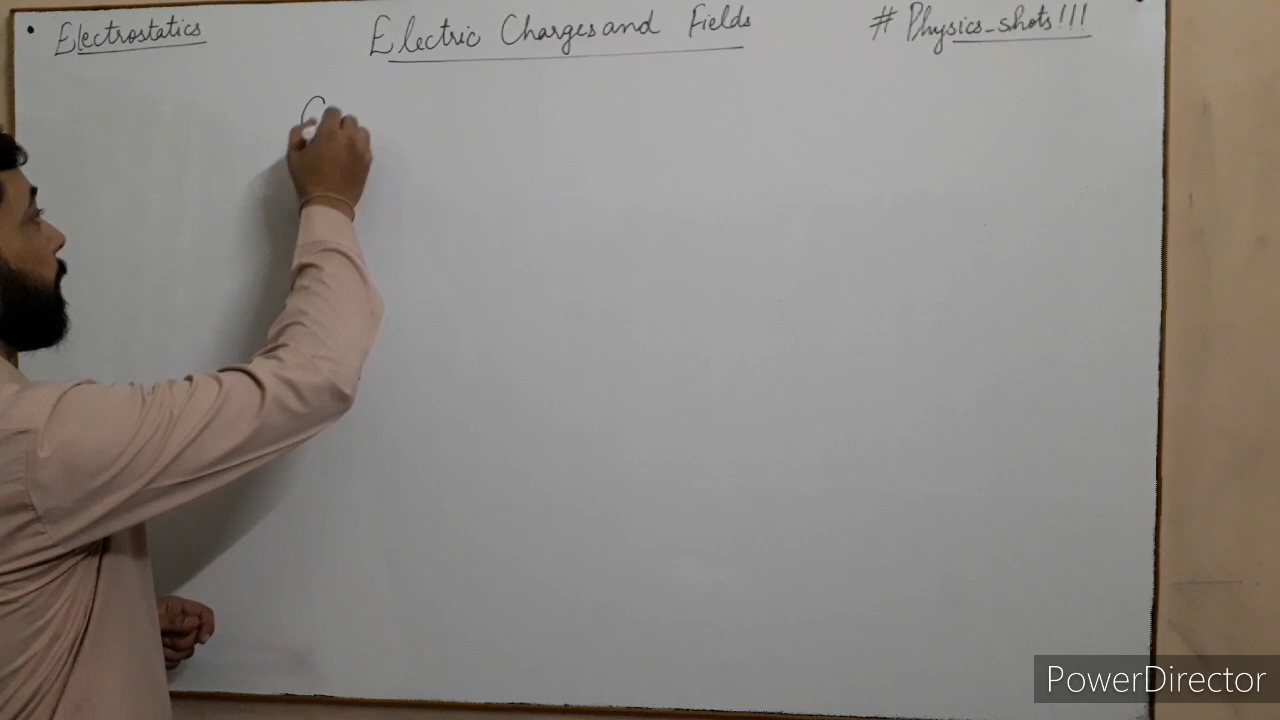 • Electrostatics
Electric Charges and Fields
# Physics_shots!!!
C
PowerDirector